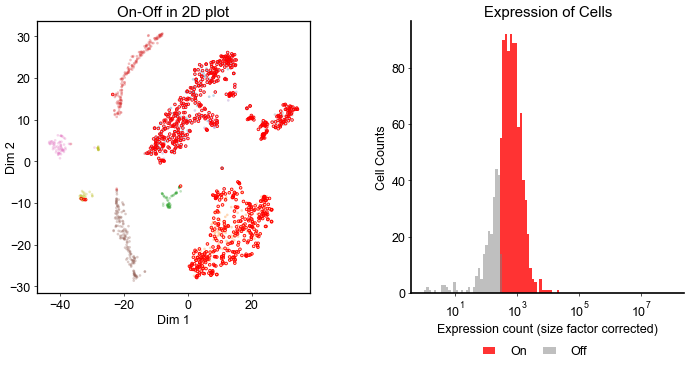 On-Off in 2D plot
Dim 2
30
20
10
0
−10
−20
−30
−40
−20
0
20
Dim 1
Expression of Cells
Cell Counts
80
60
40
20
0
10^1
10^3
10^5
10^7
Expression count (size factor corrected)
On
Off